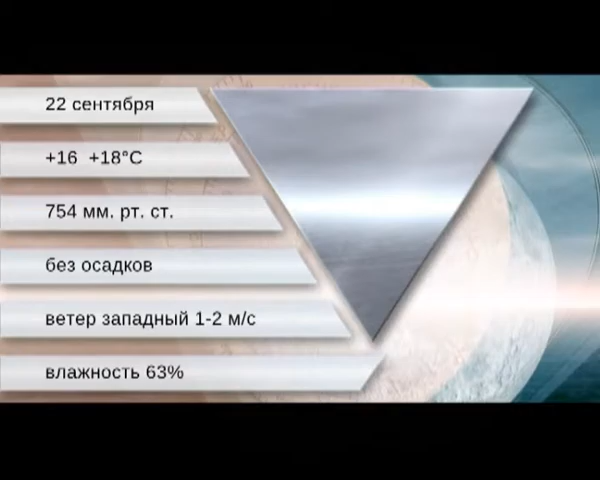 22 сентября
+16 +18°С
754 мм. рт. ст.
без осадков
ветер западный 1-2 м/с
влажность 63%